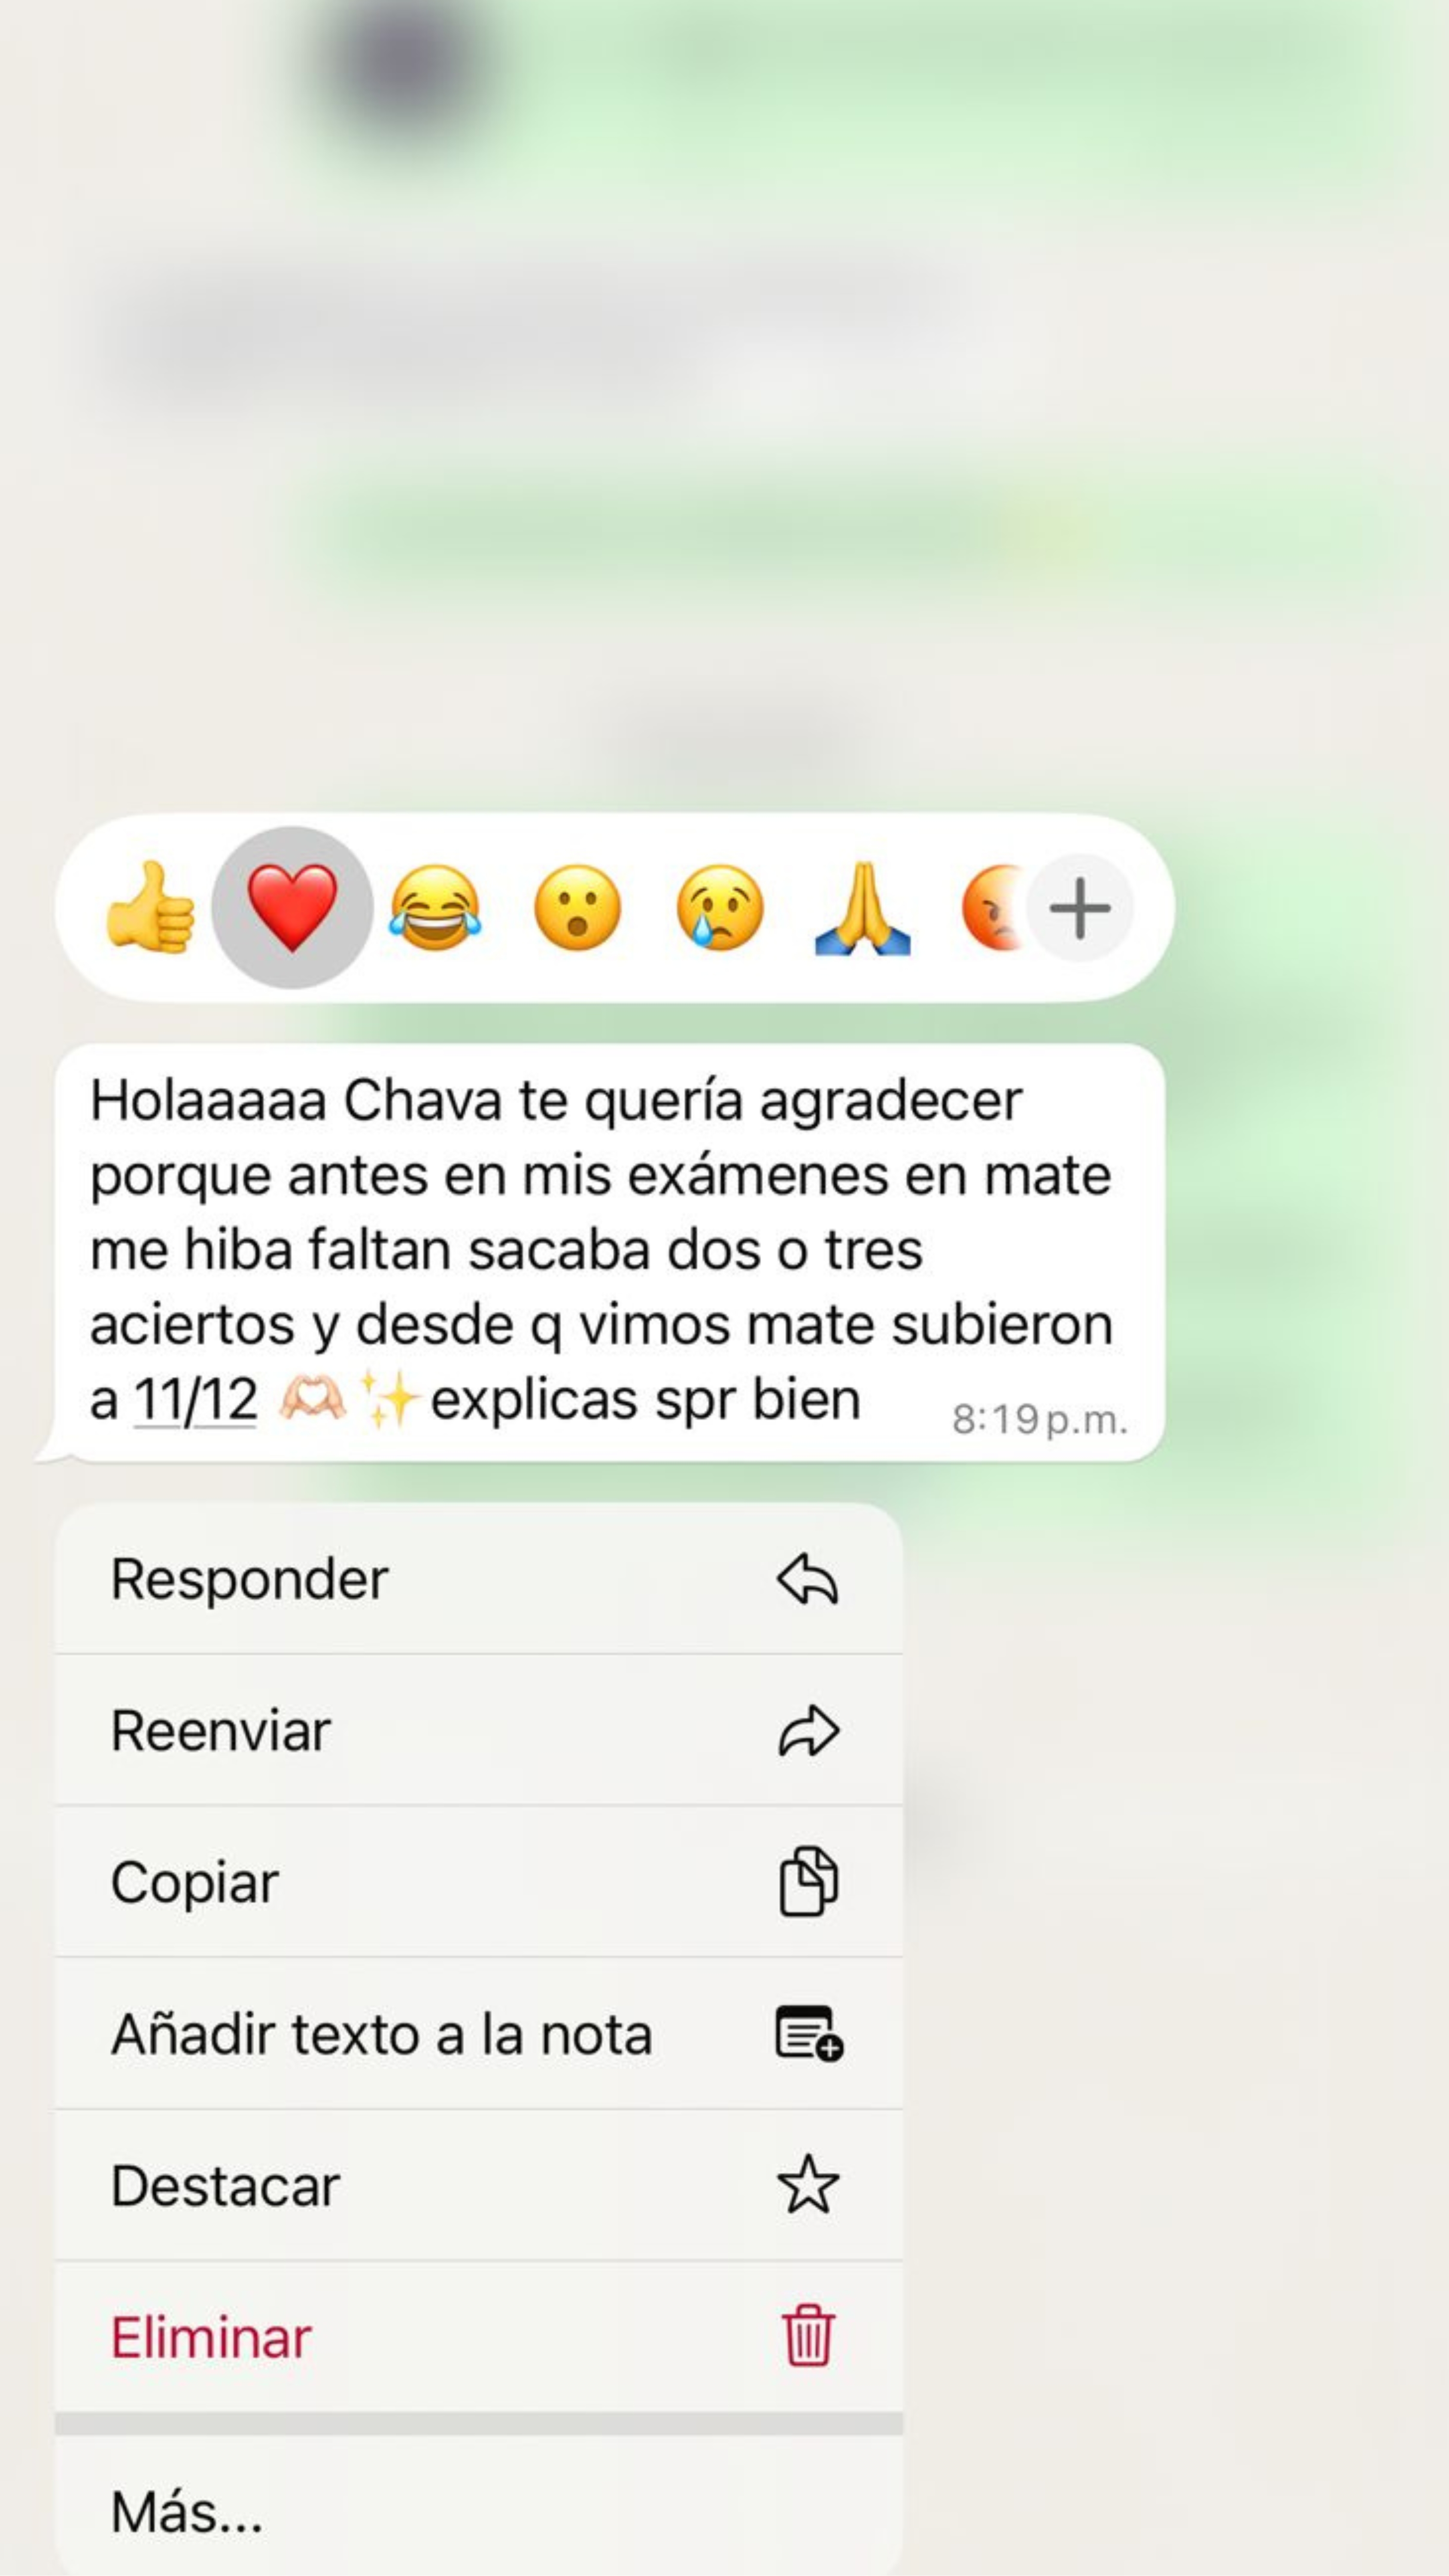 Holaaaaa Chava te quería agradecer
porque antes en mis exámenes en mate
me hiba faltan sacaba dos o tres
aciertos y desde q vimos mate subieron
a 11/12 🫶🏻✨explicas spr bien
8:19 p.m.
Responder
Reenviar
Copiar
Añadir texto a la nota
Destacar
Eliminar
Más...